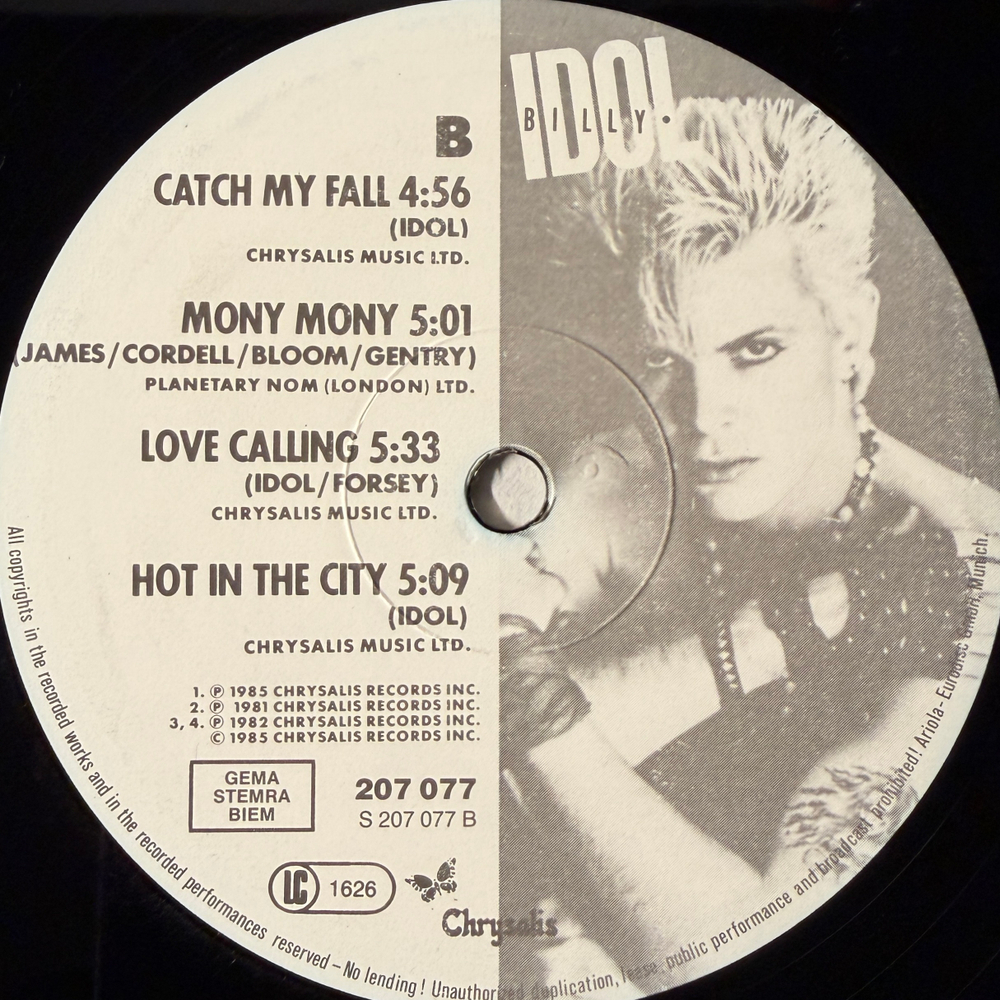 IDOL
BILLY •
B
CATCH MY FALL 4:56
(IDOL)
CHRYSALIS MUSIC LTD.
MONY MONY 5:01
(JAMES/CORDELL/BLOOM/GENTRY)
PLANETARY NOM (LONDON) LTD.
LOVE CALLING 5:33
(IDOL/FORSEY)
CHRYSALIS MUSIC LTD.
HOT IN THE CITY 5:09
(IDOL)
CHRYSALIS MUSIC LTD.
1. ℗ 1985 CHRYSALIS RECORDS INC.
2. ℗ 1981 CHRYSALIS RECORDS INC.
3, 4. ℗ 1982 CHRYSALIS RECORDS INC.
© 1985 CHRYSALIS RECORDS INC.
GEMA
STEMRA
BIEM
207 077
S 207 077 B
LC 1626
Chrysalis
All copyrights in the recorded works and in the recorded performances reserved – No lending! Unauthorized duplication, lease, public performance and broadcast prohibited! Ariola-Eurodisc GmbH, Munich.